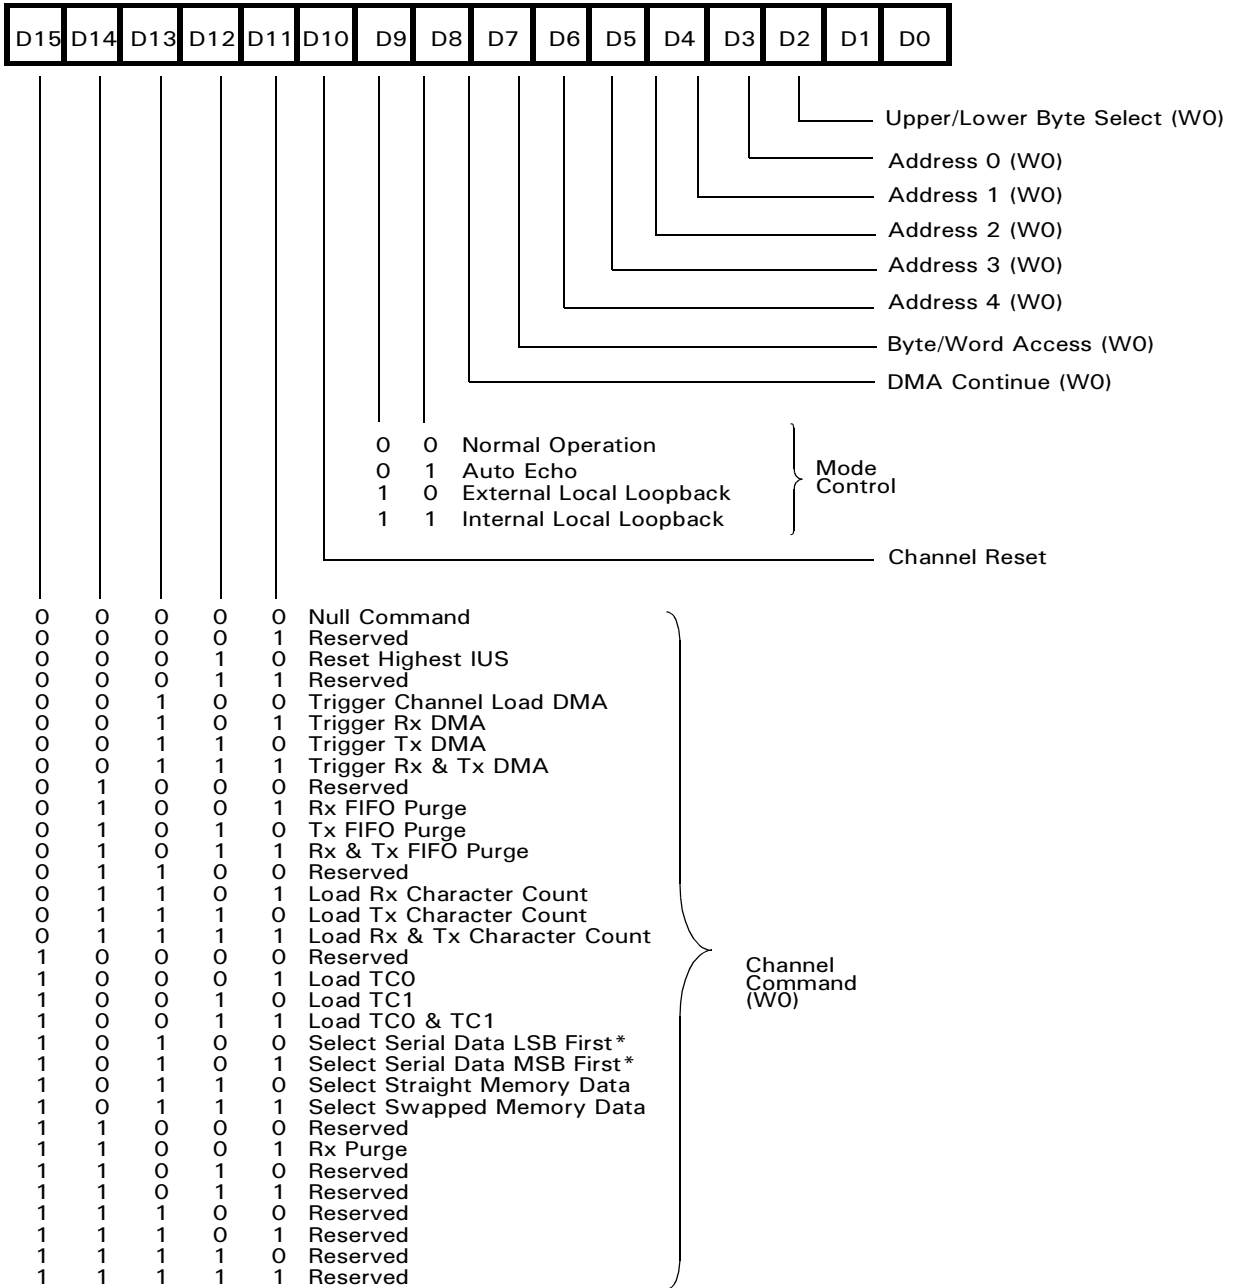 D15 D14 D13 D12 D11 D10 D9 D8 D7 D6 D5 D4 D3 D2 D1 D0
Upper/Lower Byte Select (W0)
Address 0 (W0)
Address 1 (W0)
Address 2 (W0)
Address 3 (W0)
Address 4 (W0)
Byte/Word Access (W0)
DMA Continue (W0)
0 0 Normal Operation
0 1 Auto Echo
1 0 External Local Loopback
1 1 Internal Local Loopback
Mode
Control
Channel Reset
0 0 0 0 0 Null Command
0 0 0 0 1 Reserved
0 0 0 1 0 Reset Highest IUS
0 0 0 1 1 Reserved
0 0 1 0 0 Trigger Channel Load DMA
0 0 1 0 1 Trigger Rx DMA
0 0 1 1 0 Trigger Tx DMA
0 0 1 1 1 Trigger Rx & Tx DMA
0 1 0 0 0 Reserved
0 1 0 0 1 Rx FIFO Purge
0 1 0 1 0 Tx FIFO Purge
0 1 0 1 1 Rx & Tx FIFO Purge
0 1 1 0 0 Reserved
0 1 1 0 1 Load Rx Character Count
0 1 1 1 0 Load Tx Character Count
0 1 1 1 1 Load Rx & Tx Character Count
1 0 0 0 0 Reserved
1 0 0 0 1 Load TC0
1 0 0 1 0 Load TC1
1 0 0 1 1 Load TC0 & TC1
1 0 1 0 0 Select Serial Data LSB First*
1 0 1 0 1 Select Serial Data MSB First*
1 0 1 1 0 Select Straight Memory Data
1 0 1 1 1 Select Swapped Memory Data
1 1 0 0 0 Reserved
1 1 0 0 1 Rx Purge
1 1 0 1 0 Reserved
1 1 0 1 1 Reserved
1 1 1 0 0 Reserved
1 1 1 0 1 Reserved
1 1 1 1 0 Reserved
1 1 1 1 1 Reserved
Channel
Command
(W0)